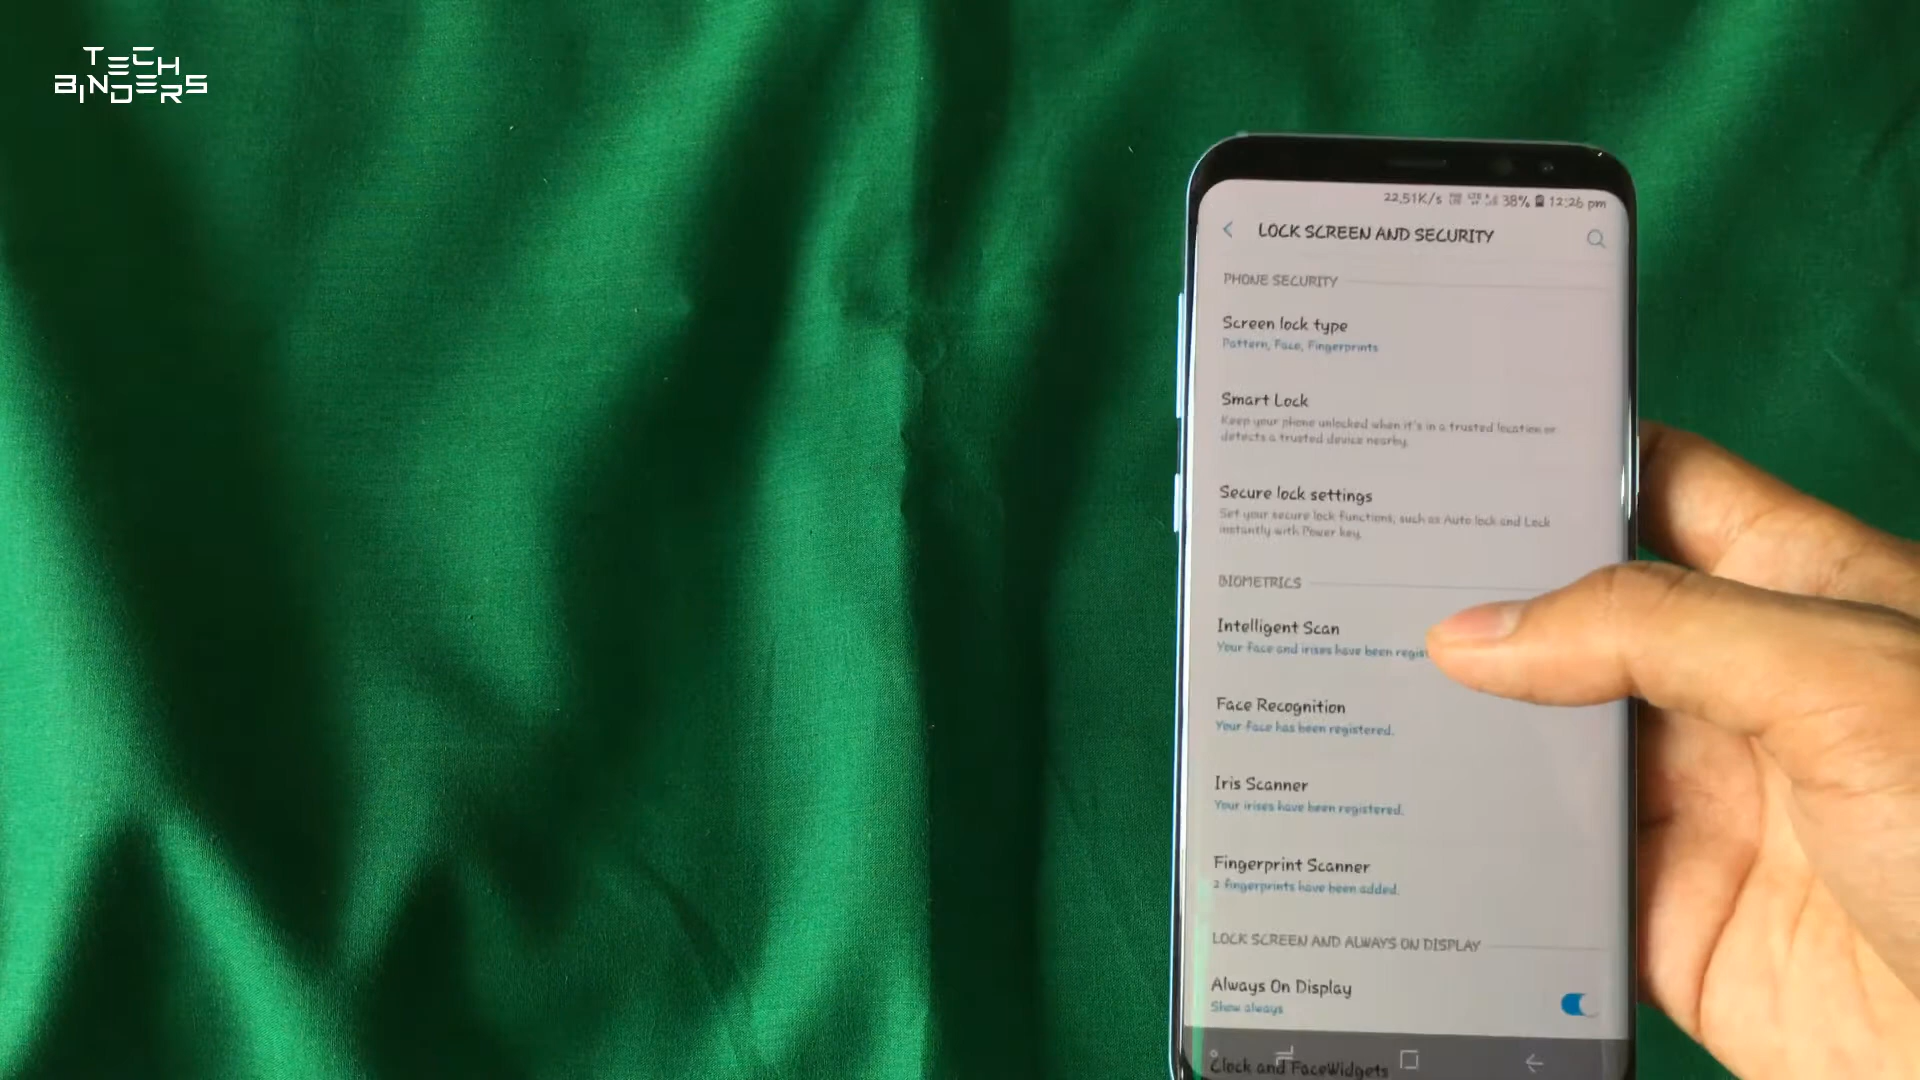 TECH
BINDERS
22.51K/s 38% 12:26 pm
LOCK SCREEN AND SECURITY
PHONE SECURITY
Screen lock type
Pattern, Face, Fingerprints
Smart Lock
Keep your phone unlocked when it's in a trusted location or
detects a trusted device nearby.
Secure lock settings
Set your secure lock functions, such as Auto lock and Lock
instantly with Power key.
BIOMETRICS
Intelligent Scan
Your face and irises have been regis
Face Recognition
Your face has been registered.
Iris Scanner
Your irises have been registered.
Fingerprint Scanner
2 fingerprints have been added.
LOCK SCREEN AND ALWAYS ON DISPLAY
Always On Display
Show always
Clock and FaceWidgets